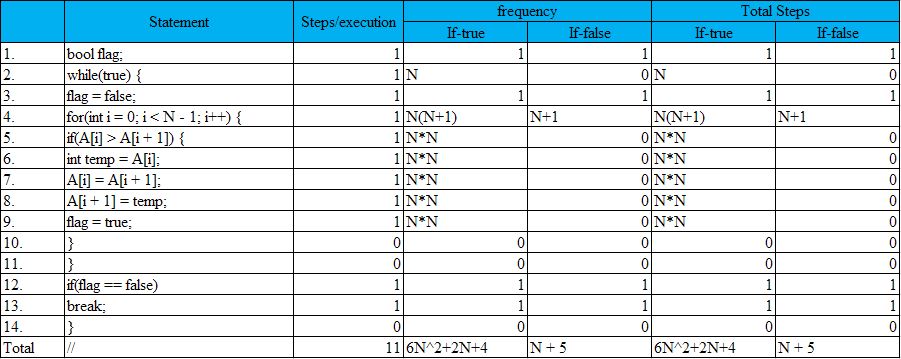 Statement Steps/execution frequency Total Steps
If-true If-false If-true If-false
1. bool flag; 1 1 1 1 1
2. while(true) { 1 N 0 N 0
3. flag = false; 1 1 1 1 1
4. for(int i = 0; i < N - 1; i++) { 1 N(N+1) N+1 N(N+1) N+1
5. if(A[i] > A[i + 1]) { 1 N*N 0 N*N 0
6. int temp = A[i]; 1 N*N 0 N*N 0
7. A[i] = A[i + 1]; 1 N*N 0 N*N 0
8. A[i + 1] = temp; 1 N*N 0 N*N 0
9. flag = true; 1 N*N 0 N*N 0
10. } 0 0 0 0 0
11. } 0 0 0 0 0
12. if(flag == false) 1 1 1 1 1
13. break; 1 1 1 1 1
14. } 0 0 0 0 0
Total // 11 6N^2+2N+4 N + 5 6N^2+2N+4 N + 5